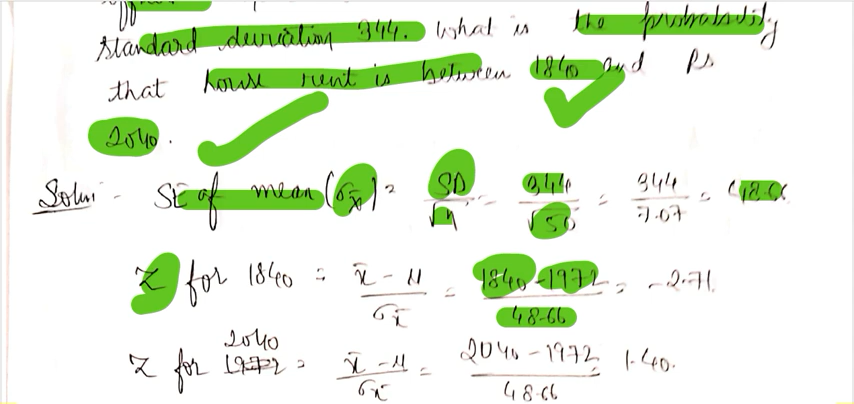 standard deviation 344. What is the probability
that house rent is between 1840 and Rs
2040.
Soln:- SE of mean (σx̄) = SD/√n = 344/√50 = 344/7.07 = 48.66
Z for 1840 = x̄ - μ/σx̄ = 1840-1972/48.66 = -2.71
2040
Z for 1972 = x̄ - μ/σx̄ = 2040-1972/48.66 = 1.40.